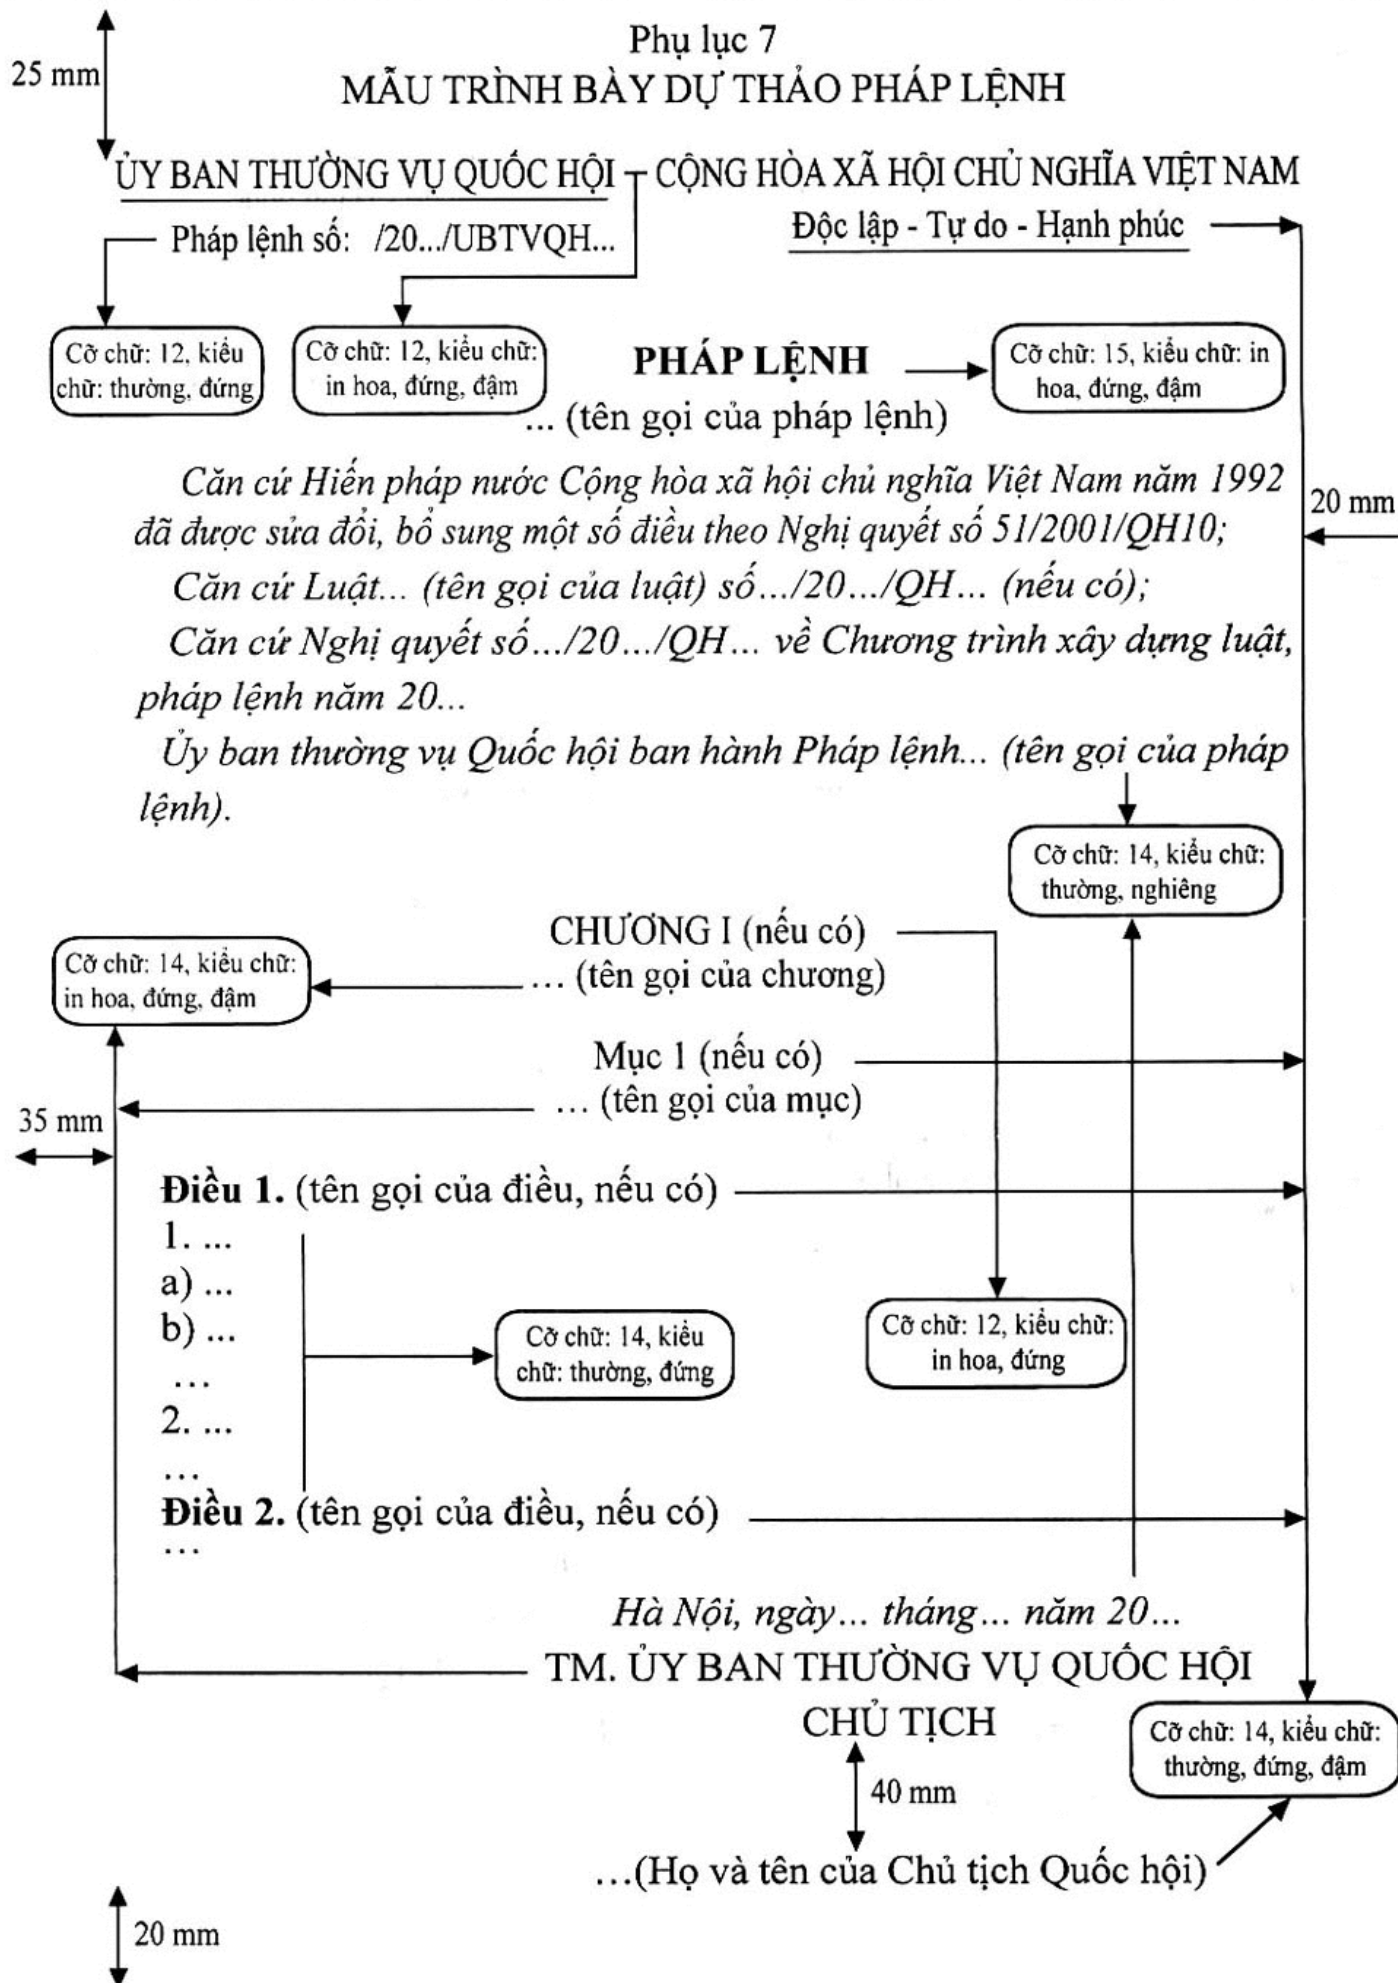 Phụ lục 7
25 mm
MẪU TRÌNH BÀY DỰ THẢO PHÁP LỆNH
ỦY BAN THƯỜNG VỤ QUỐC HỘI
CỘNG HÒA XÃ HỘI CHỦ NGHĨA VIỆT NAM
Pháp lệnh số: /20.../UBTVQH...
Độc lập - Tự do - Hạnh phúc
Cỡ chữ: 12, kiểu
chữ: thường, đứng
Cỡ chữ: 12, kiểu chữ:
in hoa, đứng, đậm
PHÁP LỆNH
Cỡ chữ: 15, kiểu chữ: in
hoa, đứng, đậm
... (tên gọi của pháp lệnh)
Căn cứ Hiến pháp nước Cộng hòa xã hội chủ nghĩa Việt Nam năm 1992
đã được sửa đổi, bổ sung một số điều theo Nghị quyết số 51/2001/QH10;
20 mm
Căn cứ Luật... (tên gọi của luật) số.../20.../QH... (nếu có);
Căn cứ Nghị quyết số.../20.../QH... về Chương trình xây dựng luật,
pháp lệnh năm 20...
Ủy ban thường vụ Quốc hội ban hành Pháp lệnh... (tên gọi của pháp
lệnh).
Cỡ chữ: 14, kiểu chữ:
thường, nghiêng
CHƯƠNG I (nếu có)
... (tên gọi của chương)
Cỡ chữ: 14, kiểu chữ:
in hoa, đứng, đậm
Mục 1 (nếu có)
... (tên gọi của mục)
35 mm
Điều 1. (tên gọi của điều, nếu có)
1. ...
a) ...
b) ...
...
2. ...
...
Cỡ chữ: 14, kiểu
chữ: thường, đứng
Cỡ chữ: 12, kiểu chữ:
in hoa, đứng
Điều 2. (tên gọi của điều, nếu có)
...
Hà Nội, ngày... tháng... năm 20...
TM. ỦY BAN THƯỜNG VỤ QUỐC HỘI
CHỦ TỊCH
Cỡ chữ: 14, kiểu chữ:
thường, đứng, đậm
40 mm
...(Họ và tên của Chủ tịch Quốc hội)
20 mm